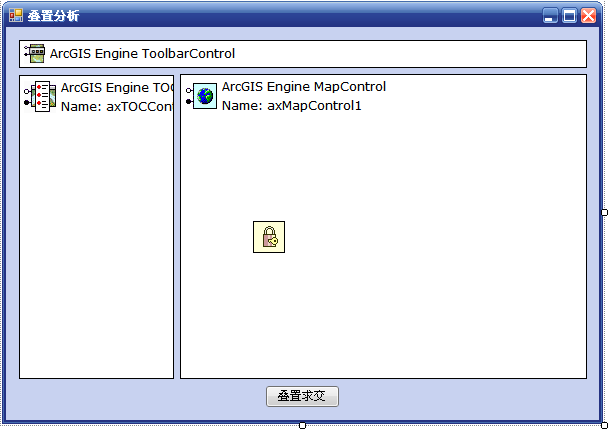 叠置分析
ArcGIS Engine ToolbarControl
ArcGIS Engine TOC
Name: axTOCCont
ArcGIS Engine MapControl
Name: axMapControl1
叠置求交